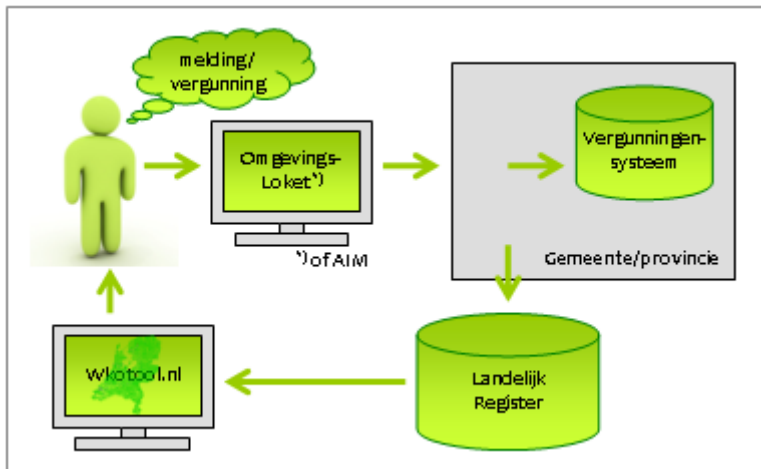 melding/
vergunning
Omgevings-
Loket*)
*) of AIM
Vergunningen-
systeem
Gemeente/provincie
Wkotool.nl
Landelijk
Register